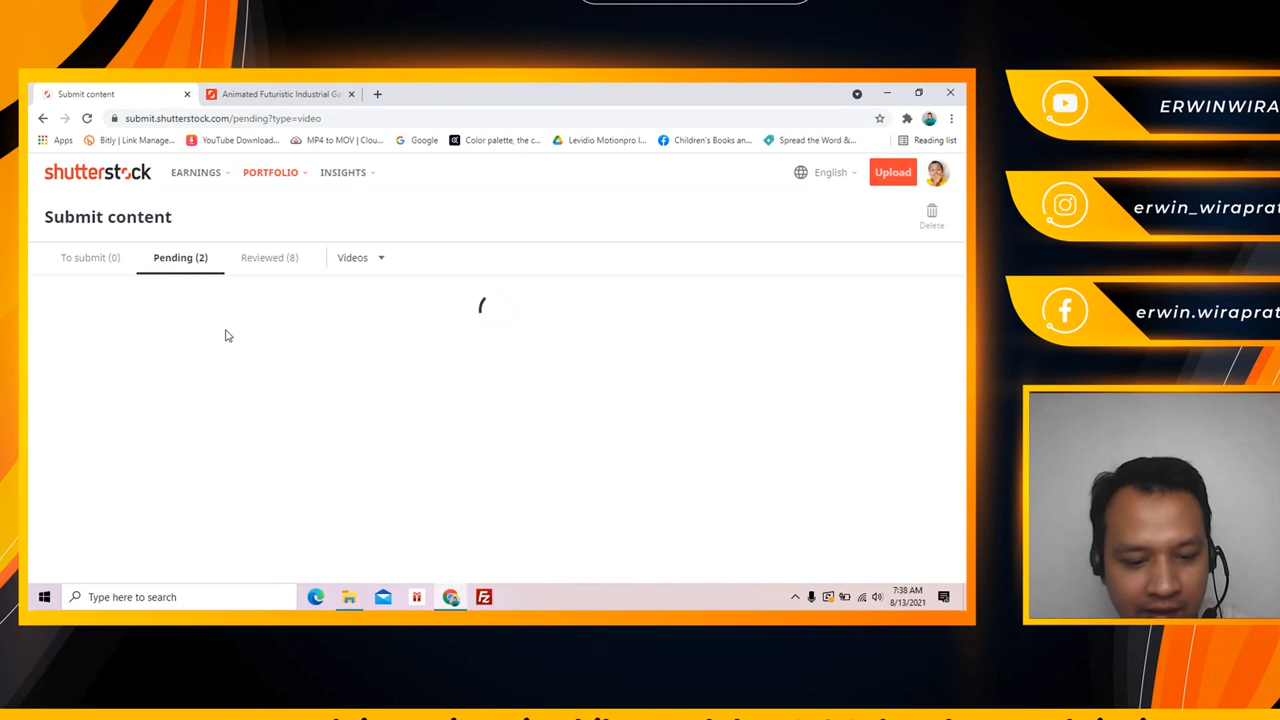 Submit content
Animated Futuristic Industrial Ga
submit.shutterstock.com/pending?type=video
Apps
Bitly | Link Manage...
YouTube Download...
MP4 to MOV | Clou...
Google
Color palette, the c...
Levidio Motionpro I...
Children's Books an...
Spread the Word &...
Reading list
shutterstock
EARNINGS
PORTFOLIO
INSIGHTS
English
Upload
Submit content
Delete
To submit (0)
Pending (2)
Reviewed (8)
Videos
Type here to search
7:38 AM
8/13/2021
ERWINWIRA
erwin_wiraprat
erwin.wiraprat